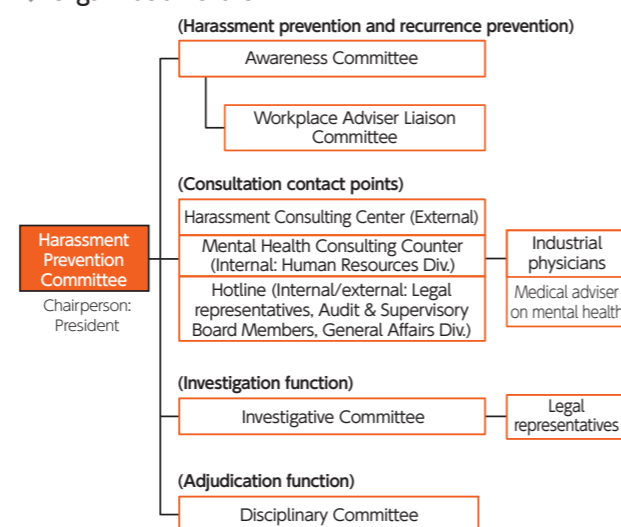 (Harassment prevention and recurrence prevention)
Awareness Committee
Workplace Adviser Liaison
Committee
(Consultation contact points)
Harassment Consulting Center (External)
Mental Health Consulting Counter
(Internal: Human Resources Div.)
Hotline (Internal/external: Legal
representatives, Audit & Supervisory
Board Members, General Affairs Div.)
Industrial
physicians
Medical adviser
on mental health
Harassment
Prevention
Committee
Chairperson:
President
(Investigation function)
Investigative Committee
Legal
representatives
(Adjudication function)
Disciplinary Committee